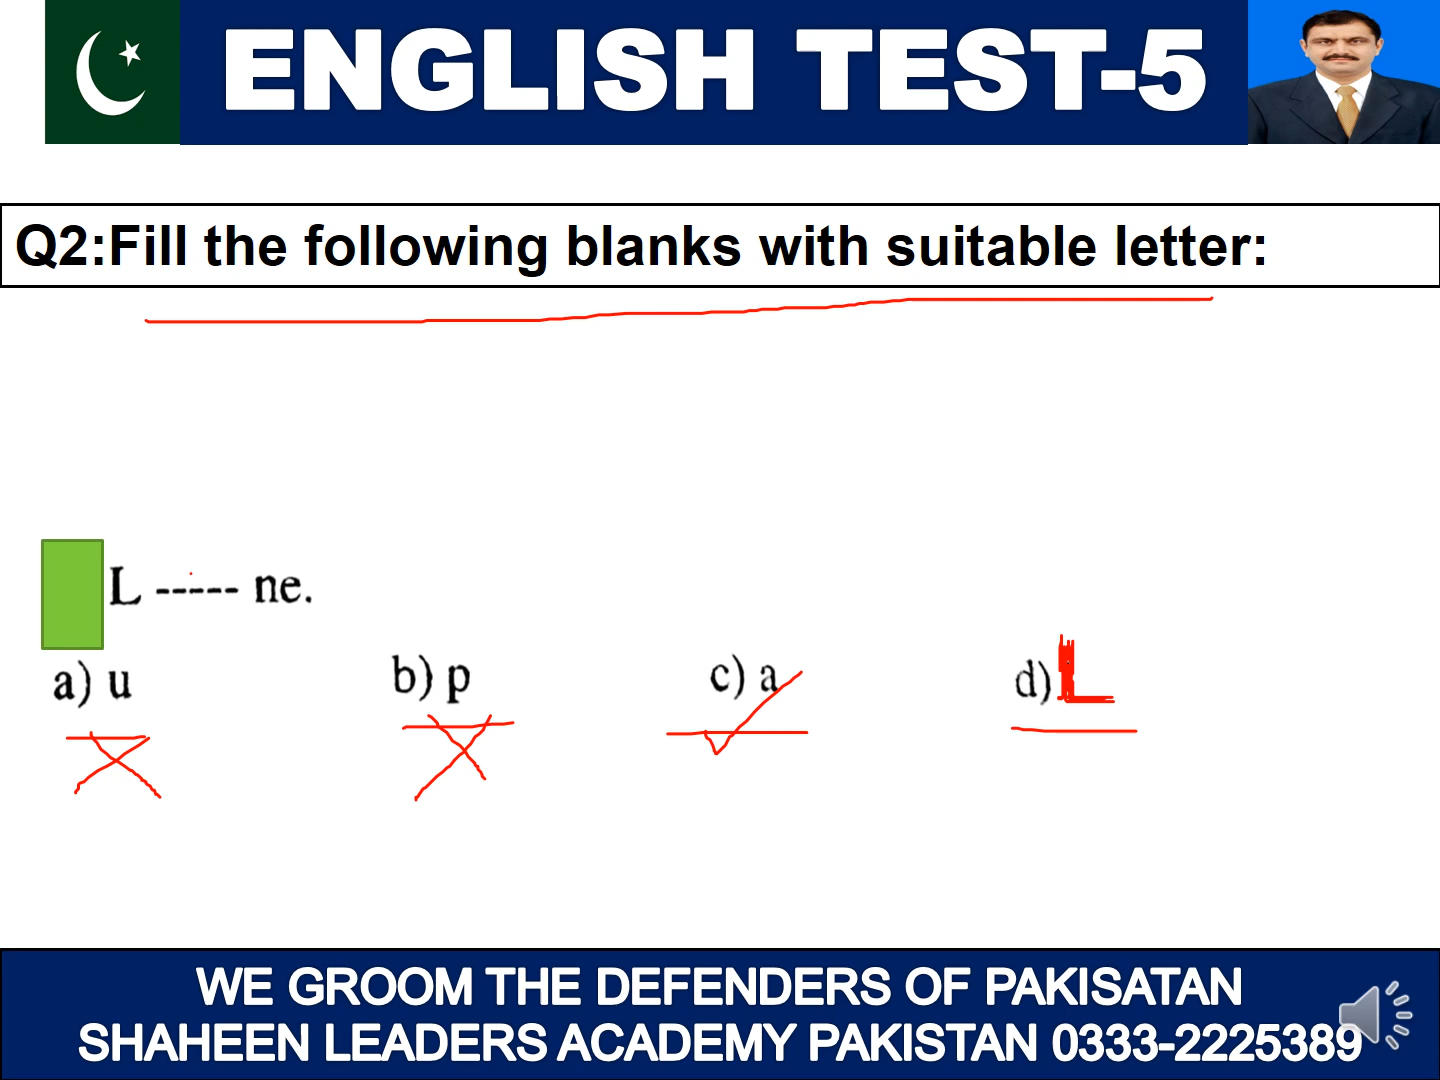 ENGLISH TEST-5
Q2:Fill the following blanks with suitable letter:
L ----- ne.
a) u b) p c) a d) L
WE GROOM THE DEFENDERS OF PAKISATAN
SHAHEEN LEADERS ACADEMY PAKISTAN 0333-2225389